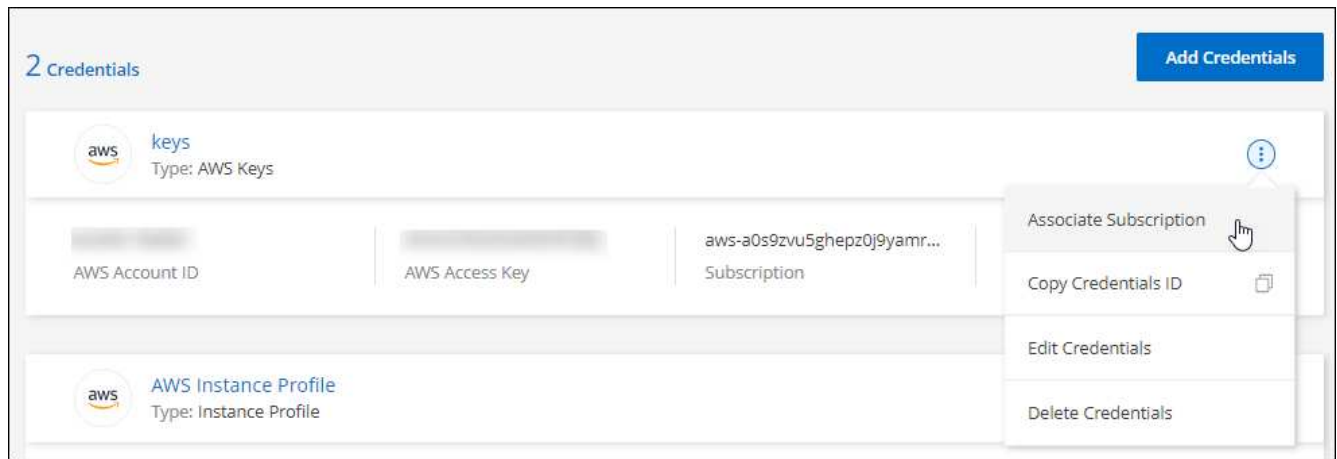 2 Credentials
Add Credentials
aws
keys
Type: AWS Keys
Associate Subscription
aws-a0s9zvu5ghepz0j9yamr...
AWS Account ID
AWS Access Key
Subscription
Copy Credentials ID
Edit Credentials
aws
AWS Instance Profile
Type: Instance Profile
Delete Credentials